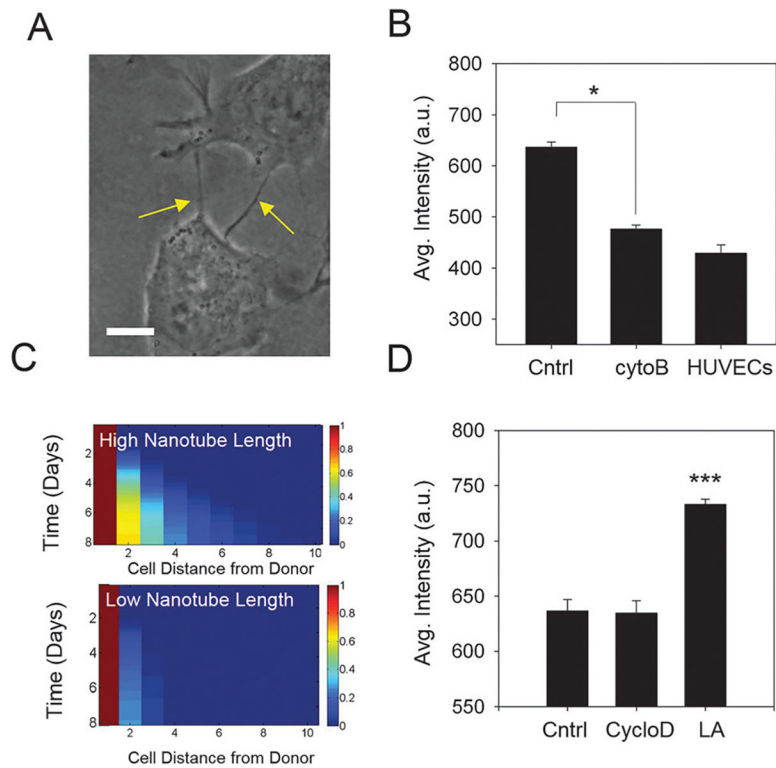 A
B
Avg. Intensity (a.u.)
800
700
600
500
400
300
*
Cntrl
cytoB
HUVECs
C
High Nanotube Length
Time (Days)
2
4
6
8
2
4
6
8
10
1
0.8
0.6
0.4
0.2
0
Cell Distance from Donor
Low Nanotube Length
Time (Days)
2
4
6
8
2
4
6
8
10
1
0.8
0.6
0.4
0.2
0
Cell Distance from Donor
D
Avg. Intensity (a.u.)
800
750
700
650
600
550
***
Cntrl
CycloD
LA